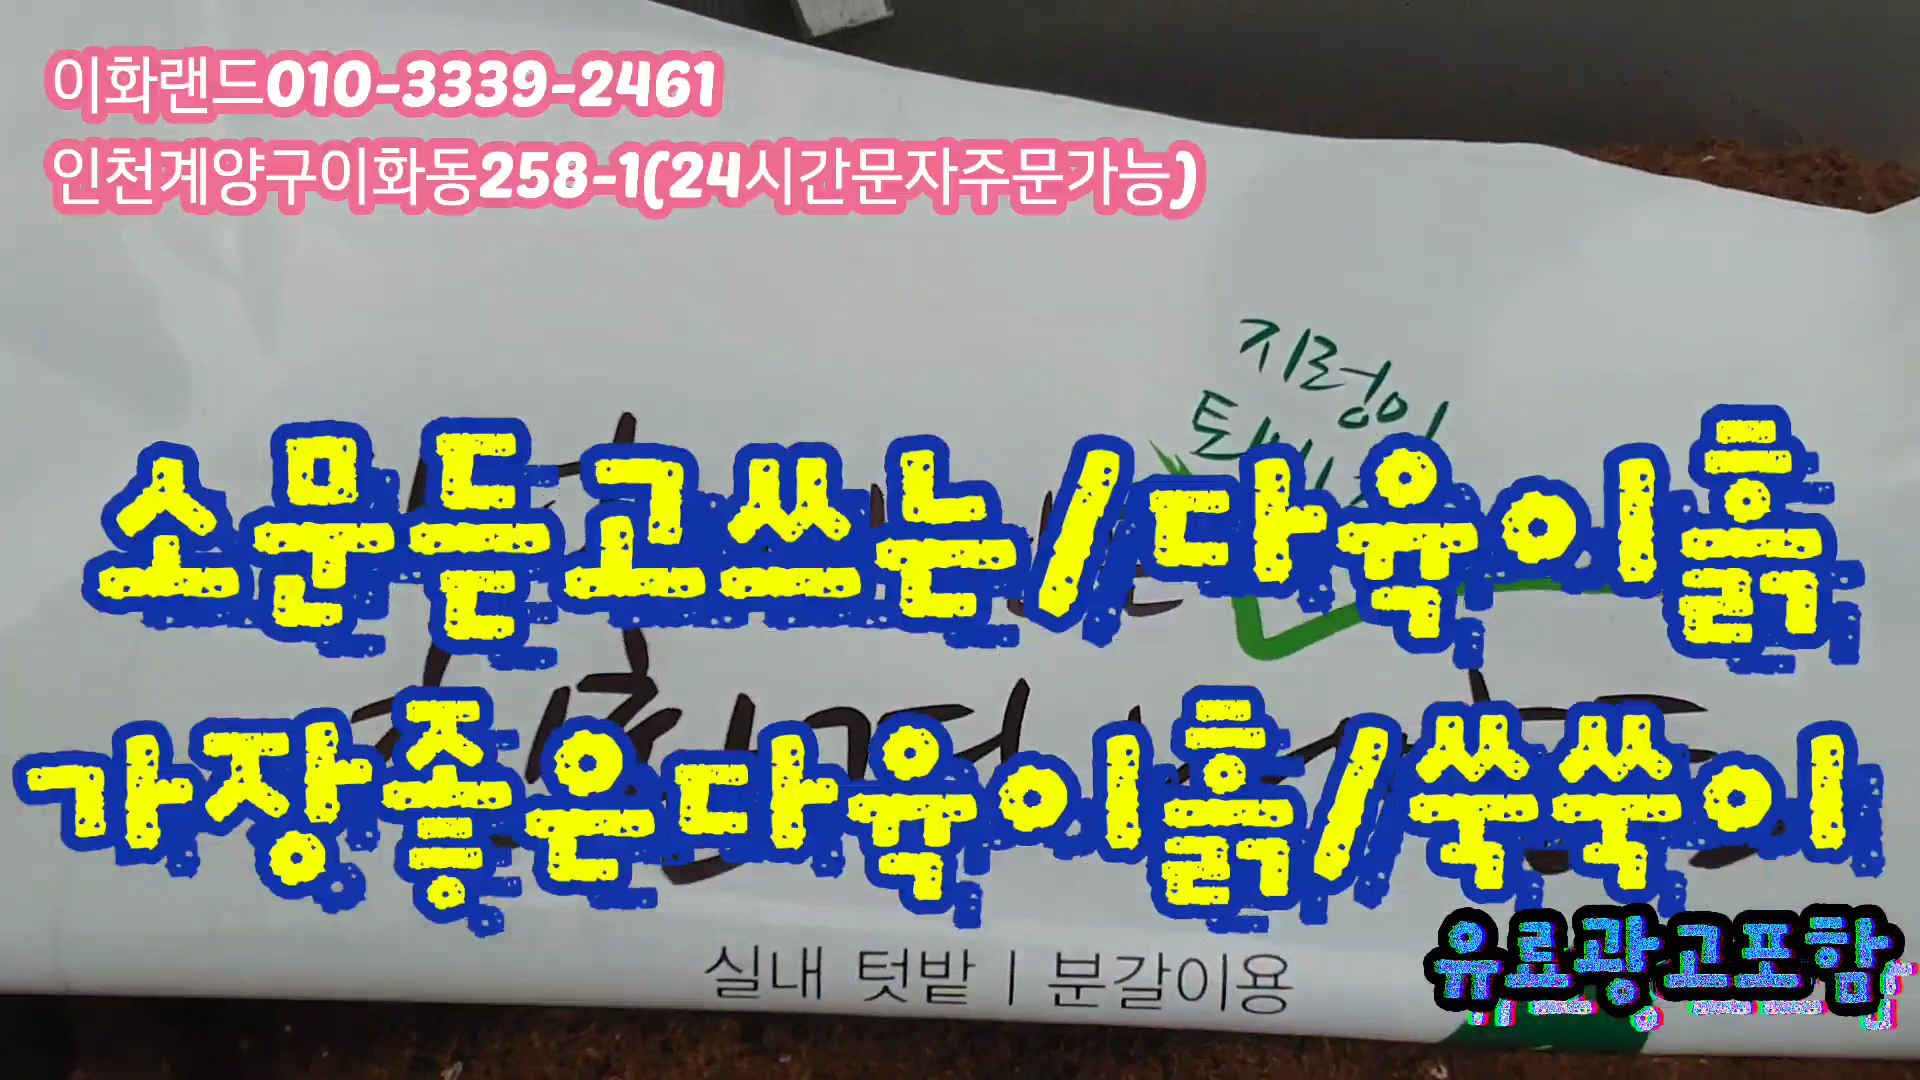 이화랜드010-3339-2461
인천계양구이화동258-1(24시간문자주문가능)
지렁이
소문듣고쓰는/다육이흙
가장좋은다육이흙/쑥쑥이
실내 텃밭 | 분갈이용
유료광고포함